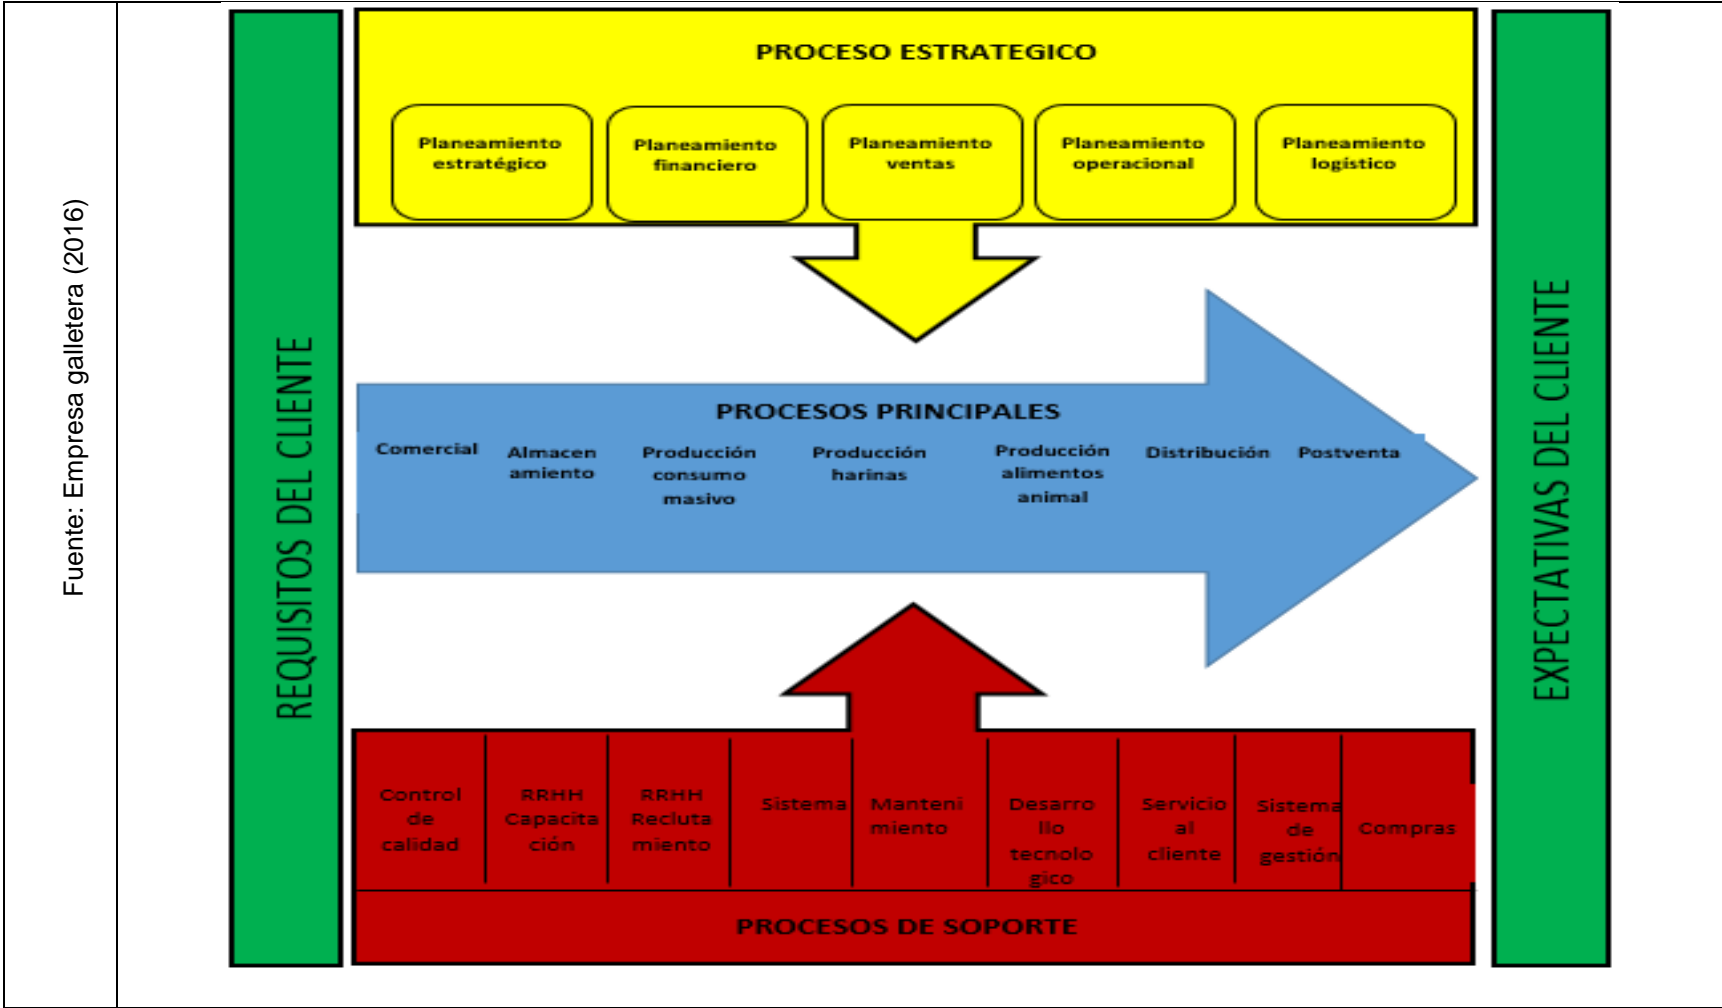 Fuente: Empresa galletera (2016)
REQUISITOS DEL CLIENTE
PROCESO ESTRATEGICO
Planeamiento
estratégico
Planeamiento
financiero
Planeamiento
ventas
Planeamiento
operacional
Planeamiento
logístico
PROCESOS PRINCIPALES
Comercial
Almacen
amiento
Producción
consumo
masivo
Producción
harinas
Producción
alimentos
animal
Distribución
Postventa
Control
de
calidad
RRHH
Capacita
ción
RRHH
Recluta
miento
Sistema
Manteni
miento
Desarro
llo
tecnolo
gico
Servicio
al
cliente
Sistema
de
gestión
Compras
PROCESOS DE SOPORTE
EXPECTATIVAS DEL CLIENTE